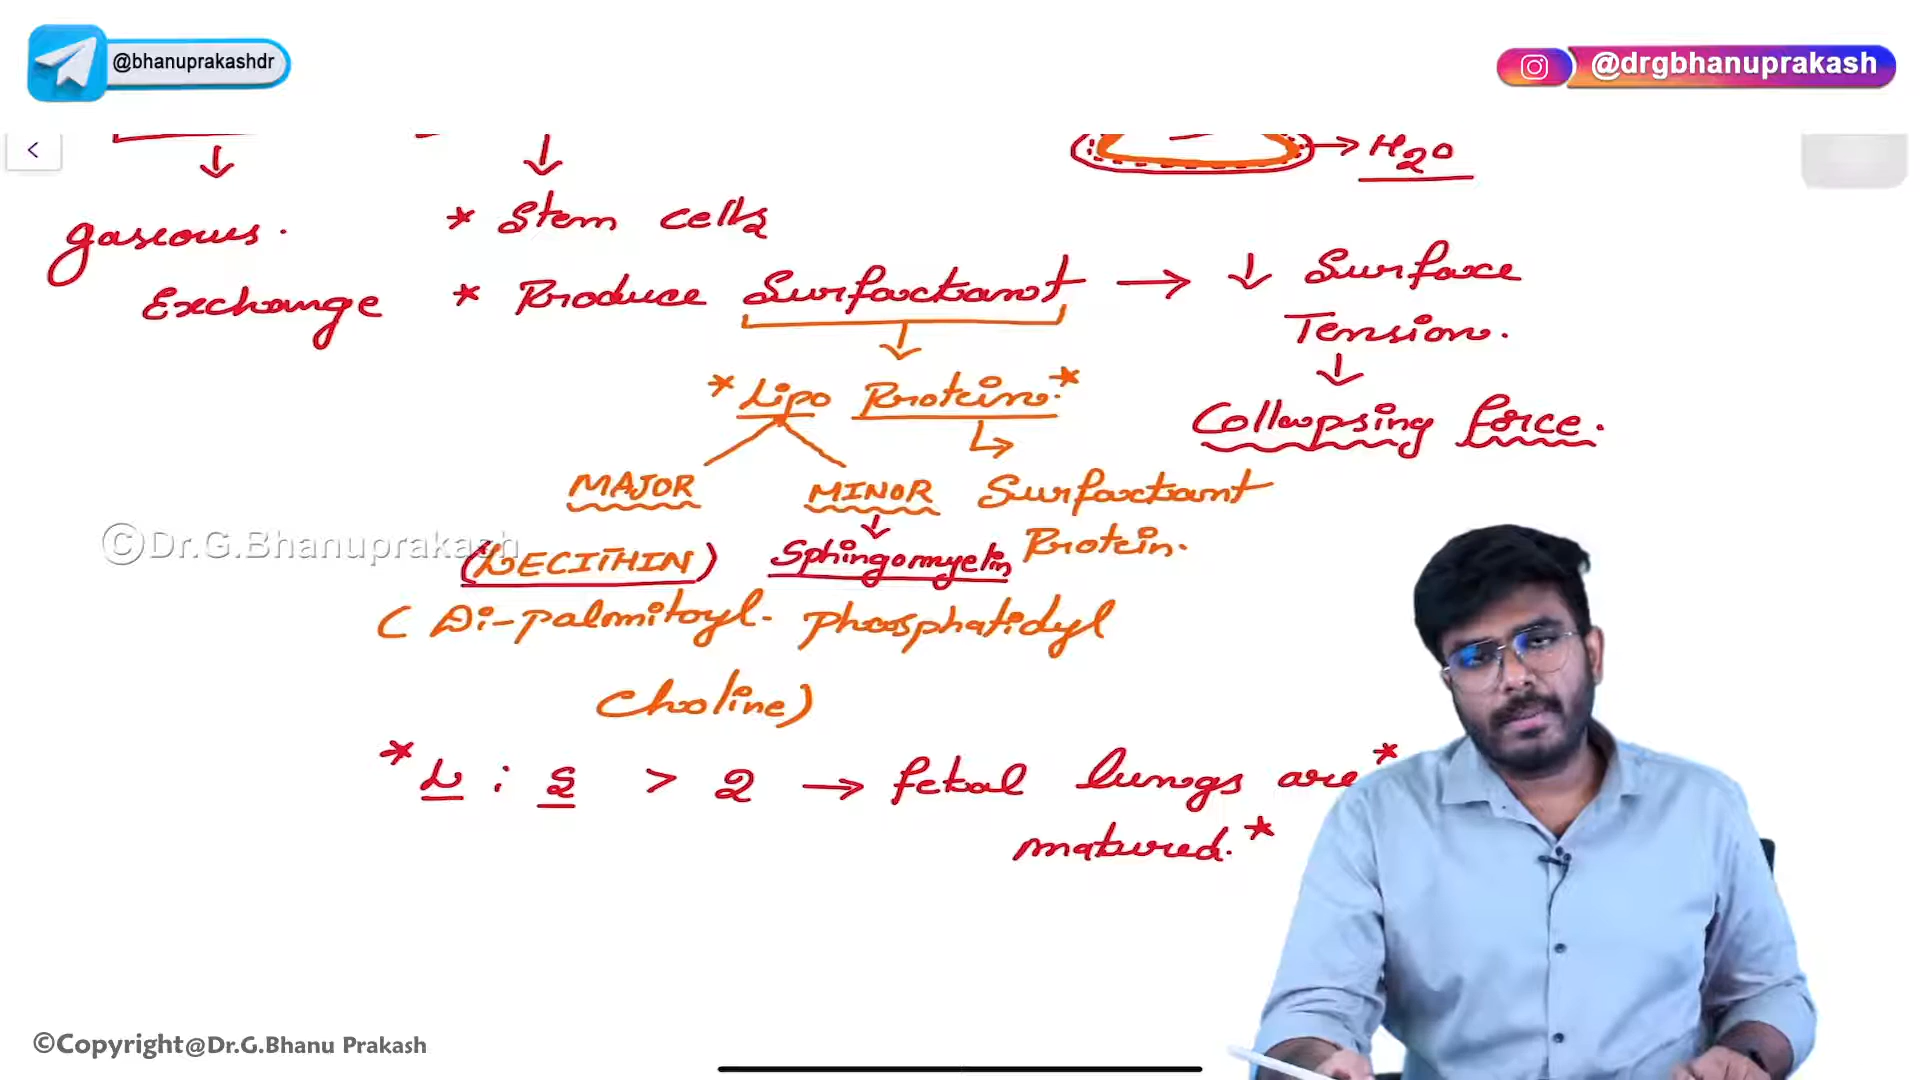 @bhanuprakashdr
@drgbhanuprakash
<
→ H2O
↓ ↓
gaseous.
Exchange
* Stem cells
* Produce Surfactant → ↓ Surface
Tension.
↓
Collapsing force.
↓
* Lipo Protein. *
MAJOR
MINOR
↳ Surfactant
Protein.
↓
(LECITHIN)
Sphingomyelin
(Di-palmitoyl- phosphatidyl
choline)
* L : S > 2 → fetal lungs are *
matured. *
©Dr.G.Bhanuprakash
©Copyright@Dr.G.Bhanu Prakash